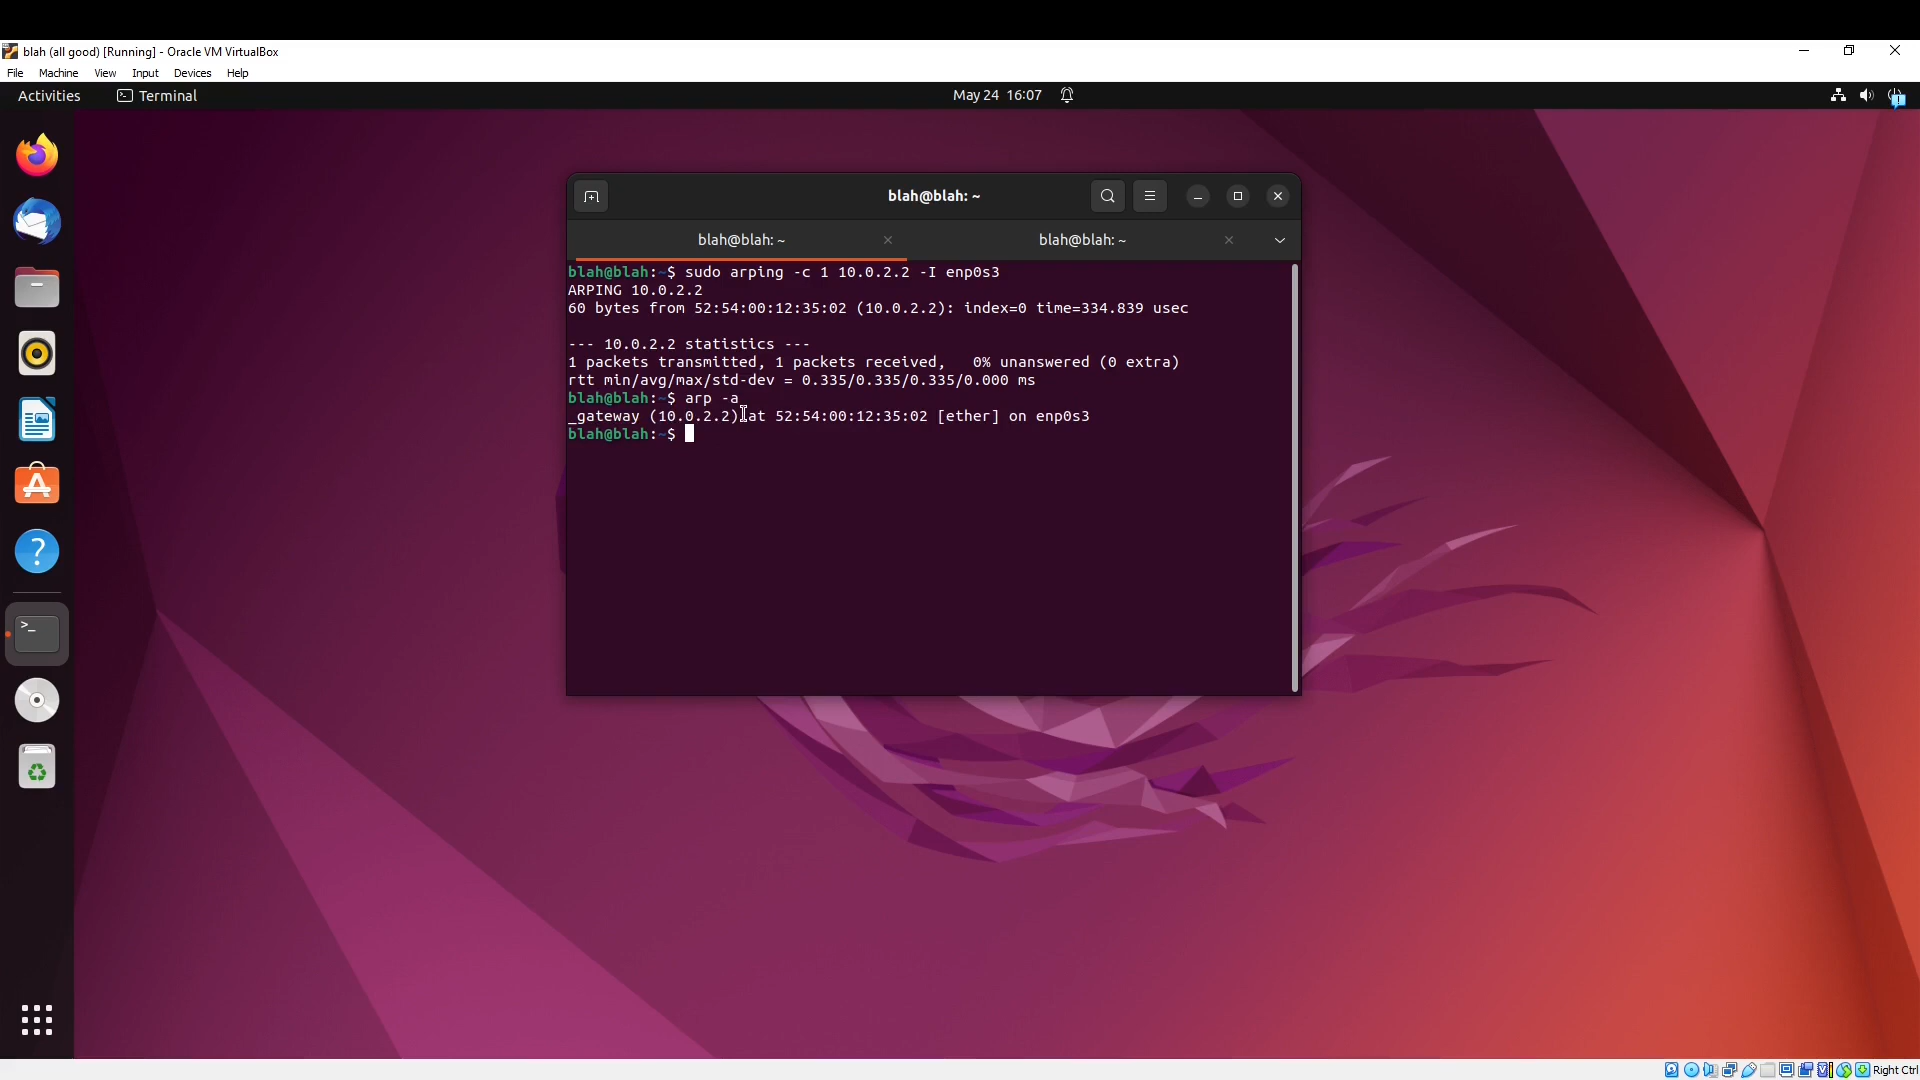 blah (all good) [Running] - Oracle VM VirtualBox
File Machine View Input Devices Help
Activities Terminal May 24 16:07
blah@blah: ~
blah@blah: ~ blah@blah: ~
blah@blah:~$ sudo arping -c 1 10.0.2.2 -I enp0s3
ARPING 10.0.2.2
60 bytes from 52:54:00:12:35:02 (10.0.2.2): index=0 time=334.839 usec
--- 10.0.2.2 statistics ---
1 packets transmitted, 1 packets received,   0% unanswered (0 extra)
rtt min/avg/max/std-dev = 0.335/0.335/0.335/0.000 ms
blah@blah:~$ arp -a
_gateway (10.0.2.2) at 52:54:00:12:35:02 [ether] on enp0s3
blah@blah:~$
Right Ctrl